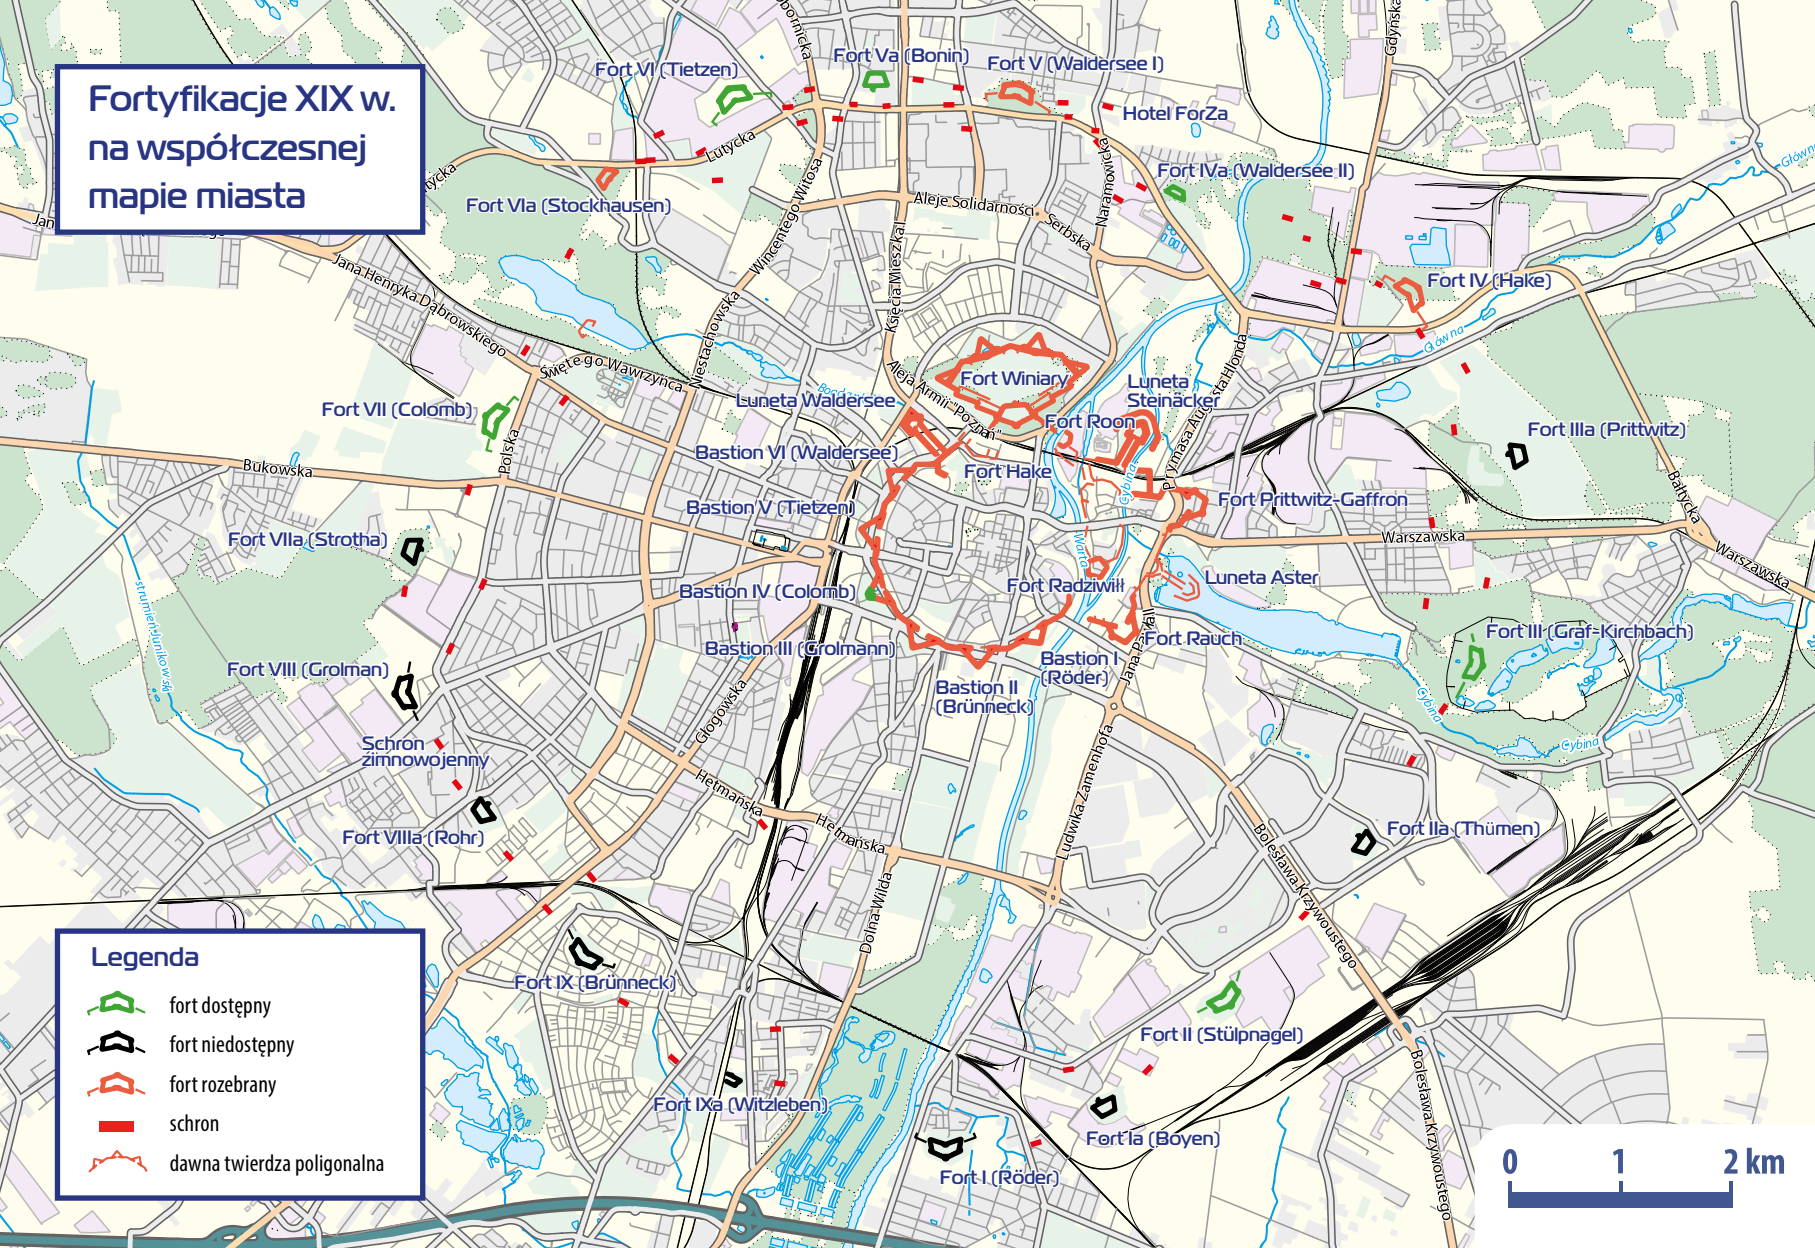 Fortyfikacje XIX w.
na współczesnej
mapie miasta
Fort VI (Tietzen)
Fort Va (Bonin)
Fort V (Waldersee I)
Hotel ForZa
Fort IVa (Waldersee II)
Fort VIa (Stockhausen)
Fort IV (Hake)
Fort VII (Colomb)
Luneta Waldersee
Fort Winiary
Luneta
Steinäcker
Fort Roon
Bastion VI (Waldersee)
Fort Hake
Fort IIIa (Prittwitz)
Bastion V (Tietzen)
Fort Prittwitz-Gaffron
Fort VIIa (Strotha)
Bastion IV (Colomb)
Fort Radziwiłł
Luneta Aster
Bastion III (Grolmann)
Fort Rauch
Fort III (Graf-Kirchbach)
Bastion I
(Röder)
Bastion II
(Brünneck)
Fort VIII (Grolman)
Schron
zimnowojenny
Fort VIIIa (Rohr)
Fort IIa (Thümen)
Fort IX (Brünneck)
Fort II (Stülpnagel)
Fort IXa (Witzleben)
Fort Ia (Boyen)
Fort I (Röder)
Lutycka
Gdyńska
Naramowicka
Aleje Solidarności
Serbska
Wincentego Witosa
Księcia Mieszka I
Jana Henryka Dąbrowskiego
Niestachowska
Świętego Wawrzyńca
Aleja Armii "Poznań"
Prymasa Augusta Hlonda
Główna
Główna
Bukowska
Polska
Bałtycka
Warszawska
Warszawska
Warta
Cybina
Cybina
Cybina
strumień Junikowski
Jana Pawła II
Głogowska
Hetmańska
Hetmańska
Dolna Wilda
Ludwika Zamenhofa
Bolesława Krzywoustego
Bolesława Krzywoustego
Legenda
fort dostępny
fort niedostępny
fort rozebrany
schron
dawna twierdza poligonalna
0 1 2 km